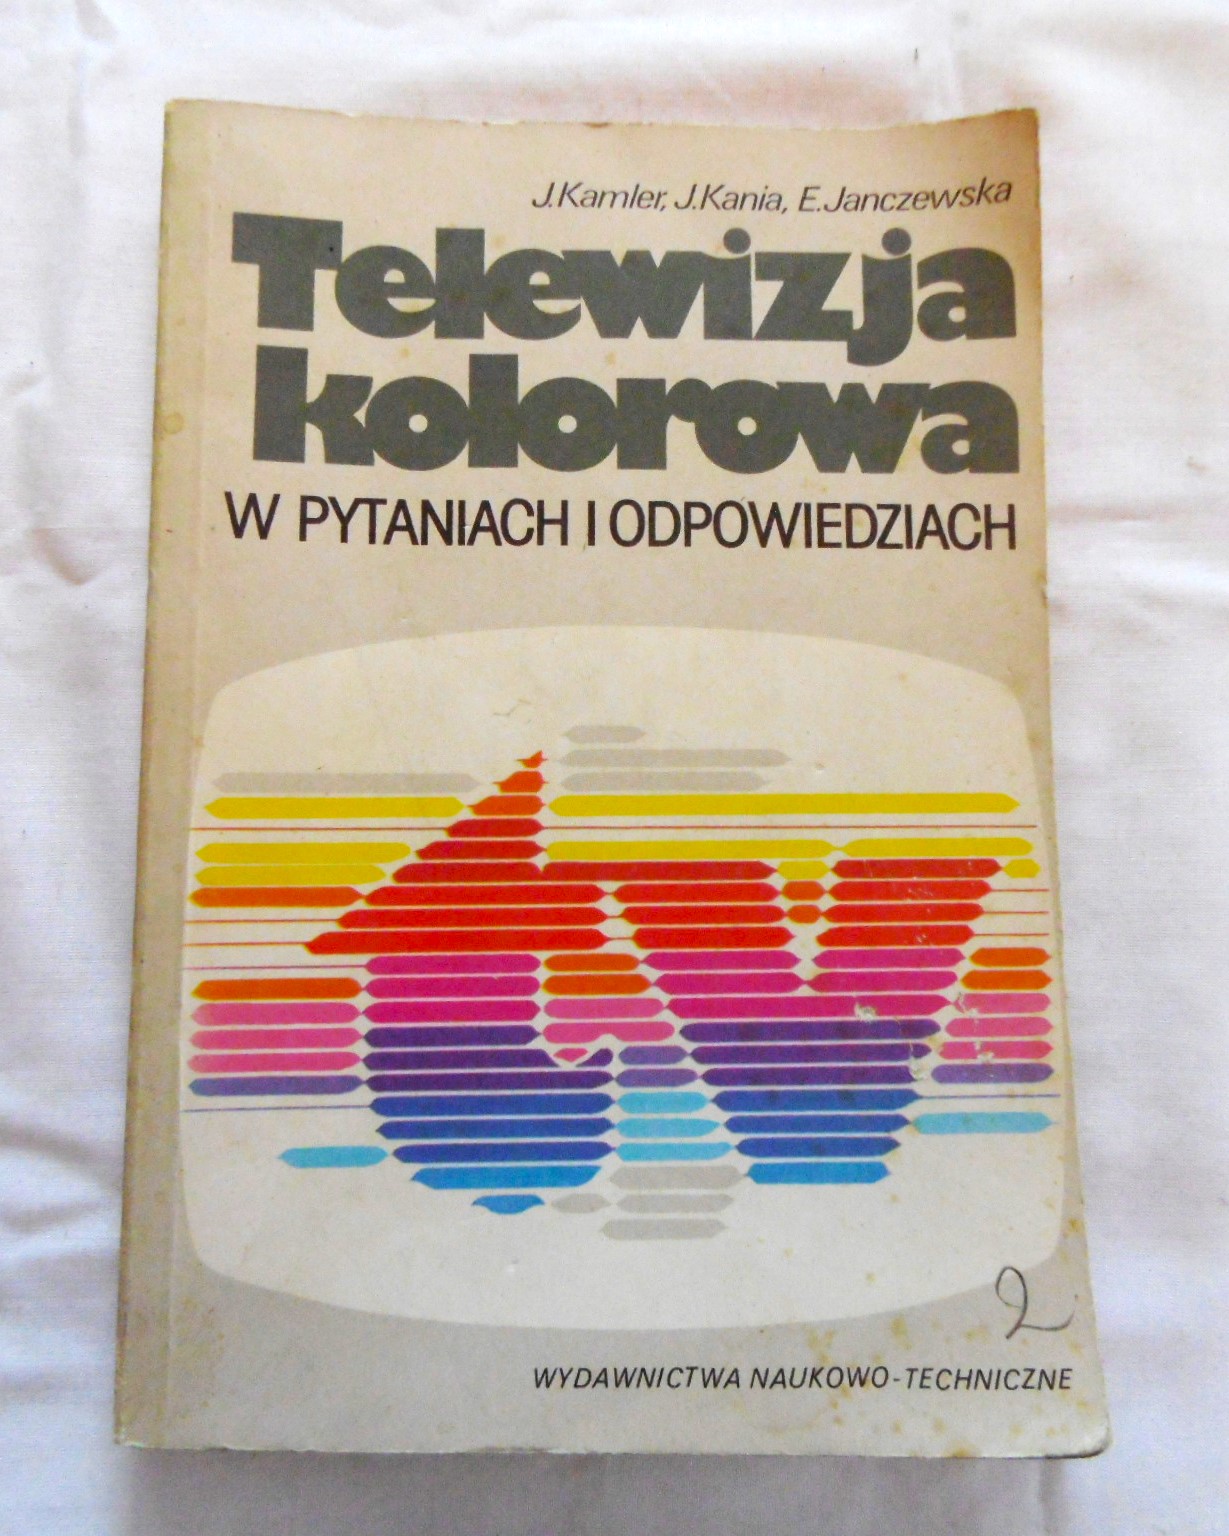 J. Kamler, J. Kania, E. Janczewska
Telewizja
kolorowa
W PYTANIACH I ODPOWIEDZIACH
2
WYDAWNICTWA NAUKOWO-TECHNICZNE